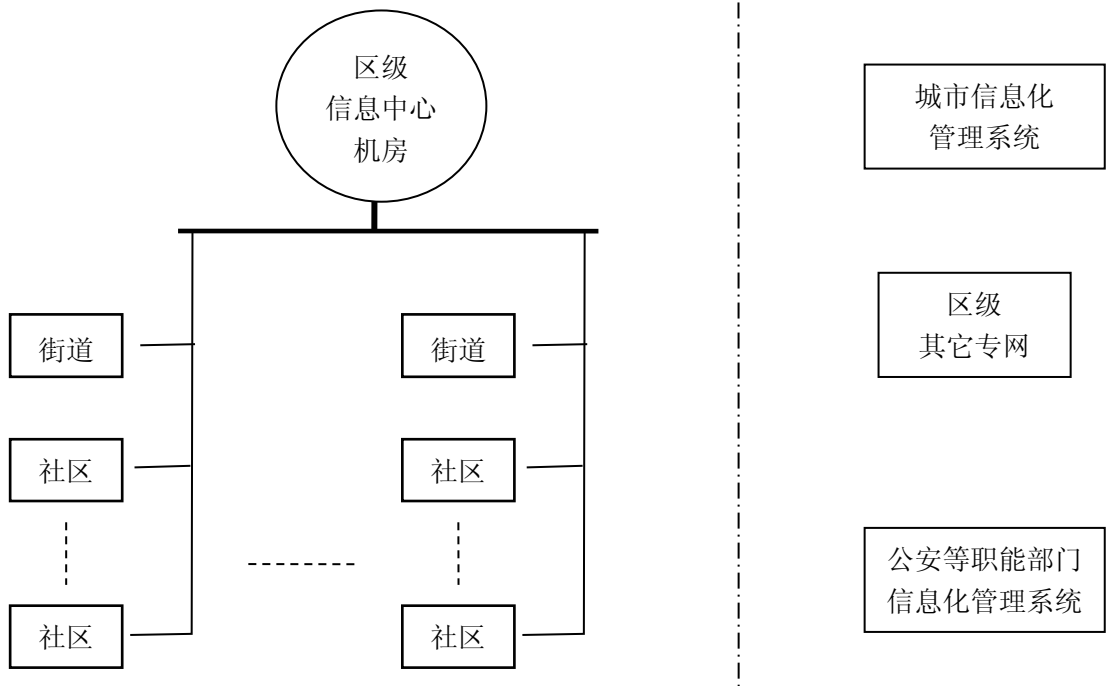 区级
信息中心
机房
街道
社区
社区
街道
社区
社区
城市信息化
管理系统
区级
其它专网
公安等职能部门
信息化管理系统